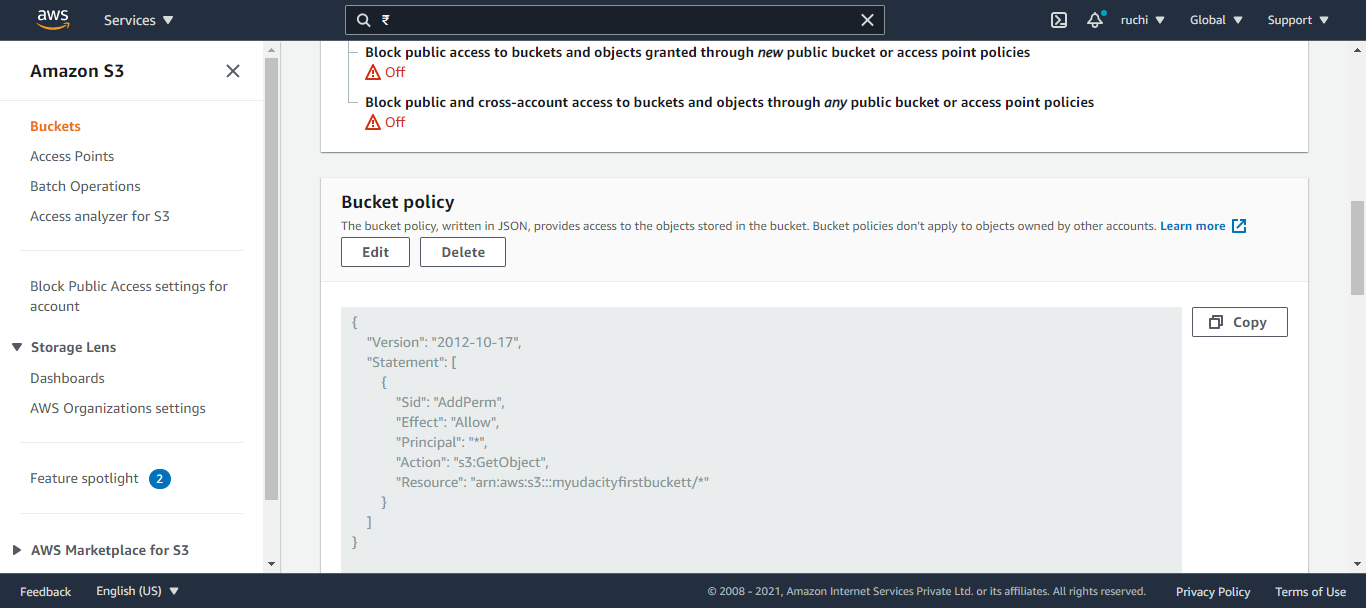 aws
Services
₹
ruchi
Global
Support
Amazon S3
Buckets
Access Points
Batch Operations
Access analyzer for S3
Block Public Access settings for
account
Storage Lens
Dashboards
AWS Organizations settings
Feature spotlight 2
AWS Marketplace for S3
Block public access to buckets and objects granted through new public bucket or access point policies
Off
Block public and cross-account access to buckets and objects through any public bucket or access point policies
Off
Bucket policy
The bucket policy, written in JSON, provides access to the objects stored in the bucket. Bucket policies don't apply to objects owned by other accounts. Learn more
Edit
Delete
Copy
{
"Version": "2012-10-17",
"Statement": [
{
"Sid": "AddPerm",
"Effect": "Allow",
"Principal": "*",
"Action": "s3:GetObject",
"Resource": "arn:aws:s3:::myudacityfirstbuckett/*"
}
]
}
Feedback
English (US)
© 2008 - 2021, Amazon Internet Services Private Ltd. or its affiliates. All rights reserved.
Privacy Policy
Terms of Use